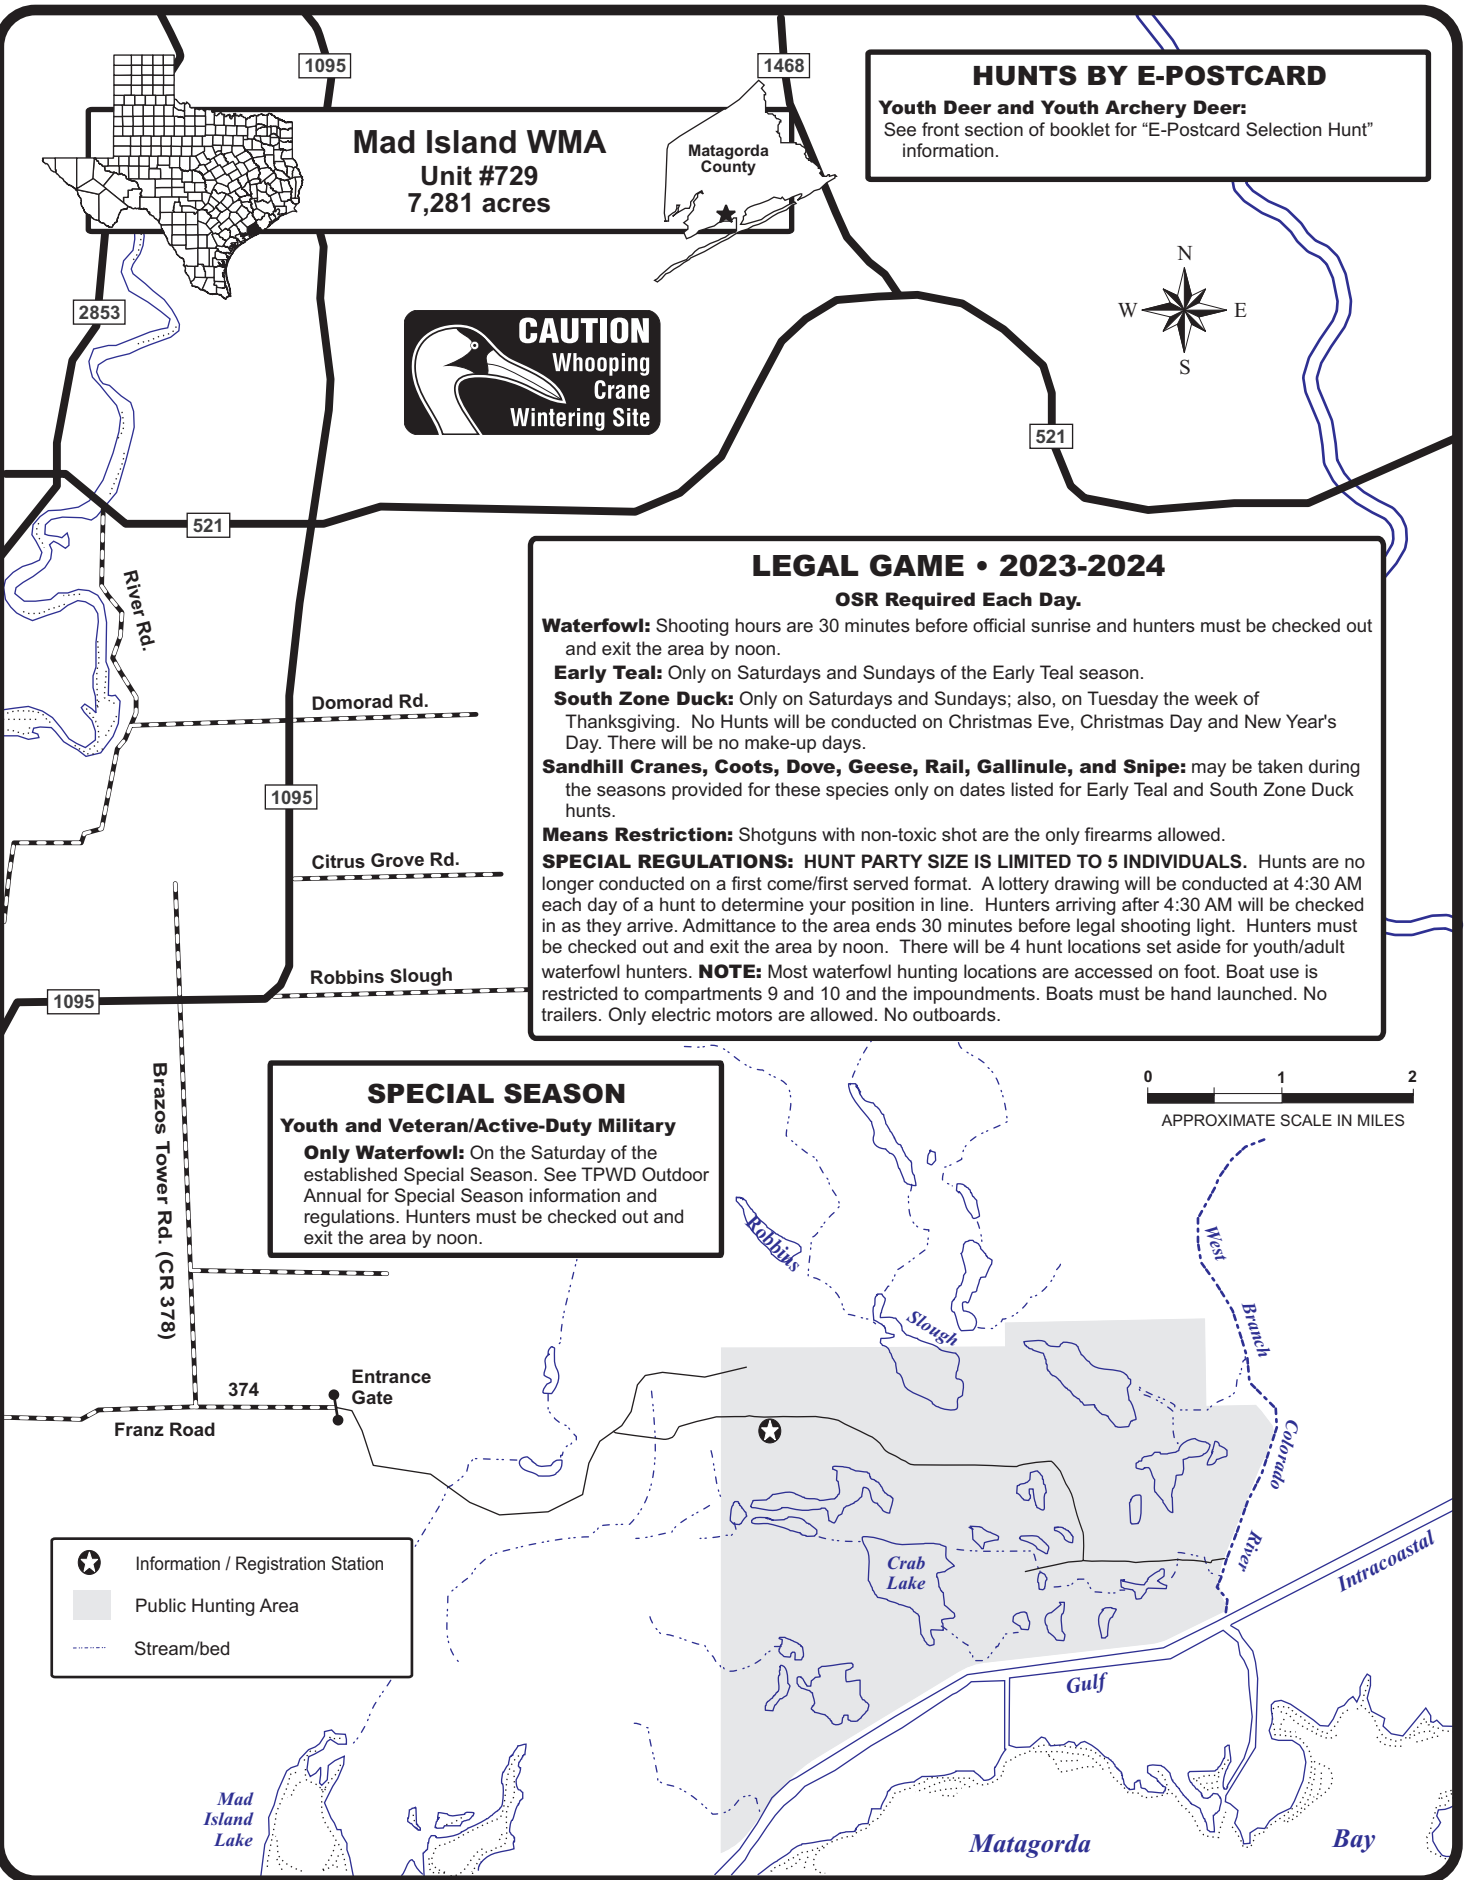 1095
1468
HUNTS BY E-POSTCARD
Youth Deer and Youth Archery Deer:
See front section of booklet for “E-Postcard Selection Hunt”
information.
Mad Island WMA
Unit #729
7,281 acres
Matagorda
County
N
W
E
S
2853
CAUTION
Whooping
Crane
Wintering Site
521
521
River Rd.
LEGAL GAME • 2023-2024
OSR Required Each Day.
Waterfowl: Shooting hours are 30 minutes before official sunrise and hunters must be checked out
and exit the area by noon.
Early Teal: Only on Saturdays and Sundays of the Early Teal season.
South Zone Duck: Only on Saturdays and Sundays; also, on Tuesday the week of
Thanksgiving. No Hunts will be conducted on Christmas Eve, Christmas Day and New Year's
Day. There will be no make-up days.
Sandhill Cranes, Coots, Dove, Geese, Rail, Gallinule, and Snipe: may be taken during
the seasons provided for these species only on dates listed for Early Teal and South Zone Duck
hunts.
Means Restriction: Shotguns with non-toxic shot are the only firearms allowed.
SPECIAL REGULATIONS: HUNT PARTY SIZE IS LIMITED TO 5 INDIVIDUALS. Hunts are no
longer conducted on a first come/first served format. A lottery drawing will be conducted at 4:30 AM
each day of a hunt to determine your position in line. Hunters arriving after 4:30 AM will be checked
in as they arrive. Admittance to the area ends 30 minutes before legal shooting light. Hunters must
be checked out and exit the area by noon. There will be 4 hunt locations set aside for youth/adult
waterfowl hunters. NOTE: Most waterfowl hunting locations are accessed on foot. Boat use is
restricted to compartments 9 and 10 and the impoundments. Boats must be hand launched. No
trailers. Only electric motors are allowed. No outboards.
Domorad Rd.
1095
Citrus Grove Rd.
Robbins Slough
1095
Brazos Tower Rd. (CR 378)
SPECIAL SEASON
Youth and Veteran/Active-Duty Military
Only Waterfowl: On the Saturday of the
established Special Season. See TPWD Outdoor
Annual for Special Season information and
regulations. Hunters must be checked out and
exit the area by noon.
0
1
2
APPROXIMATE SCALE IN MILES
Robbins
Slough
West
Branch
Colorado
River
374
Franz Road
Entrance
Gate
Crab
Lake
Intracoastal
Gulf
Information / Registration Station
Public Hunting Area
Stream/bed
Mad
Island
Lake
Matagorda
Bay